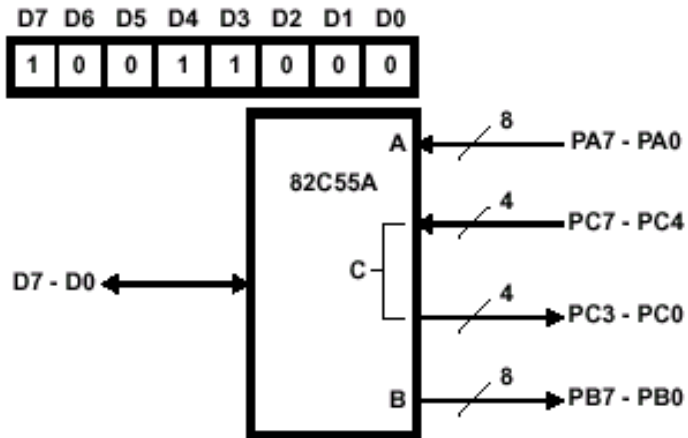 D7 D6 D5 D4 D3 D2 D1 D0
1 0 0 1 1 0 0 0
8
A PA7 - PA0
82C55A
4
PC7 - PC4
C
D7 - D0
4
PC3 - PC0
8
B PB7 - PB0